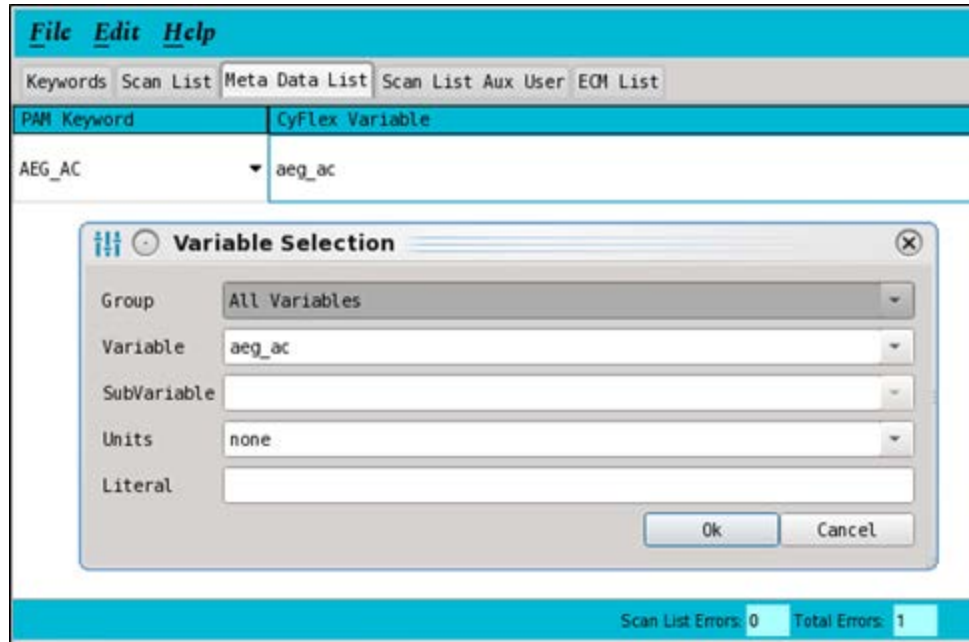 File Edit Help
Keywords Scan List Meta Data List Scan List Aux User ECM List
PAM Keyword CyFlex Variable
AEG_AC aeg_ac
Variable Selection
Group All Variables
Variable aeg_ac
SubVariable
Units none
Literal
Ok Cancel
Scan List Errors: 0 Total Errors: 1